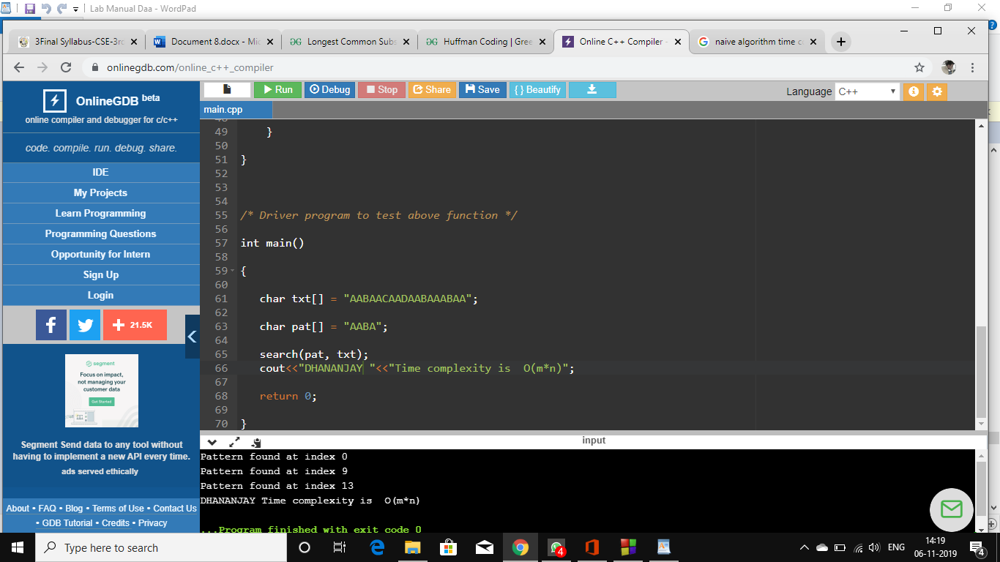 Lab Manual Daa - WordPad
3Final Syllabus-CSE-3rd
Document 8.docx - Mic
Longest Common Subs
Huffman Coding | Gree
Online C++ Compiler -
naive algorithm time co
onlinegdb.com/online_c++_compiler
OnlineGDB beta
online compiler and debugger for c/c++
code. compile. run. debug. share.
IDE
My Projects
Learn Programming
Programming Questions
Opportunity for Intern
Sign Up
Login
21.5K
segment
Focus on impact,
not managing your
customer data
Get Started
Segment Send data to any tool without
having to implement a new API every time.
ads served ethically
About • FAQ • Blog • Terms of Use • Contact Us
• GDB Tutorial • Credits • Privacy
Run Debug Stop Share Save {} Beautify
Language C++
main.cpp
48
49 }
50
51 }
52
53
54
55 /* Driver program to test above function */
56
57 int main()
58
59 {
60
61 char txt[] = "AABAACAADAABAAABAA";
62
63 char pat[] = "AABA";
64
65 search(pat, txt);
66 cout<<"DHANANJAY "<<"Time complexity is  O(m*n)";
67
68 return 0;
69
70 }
input
Pattern found at index 0
Pattern found at index 9
Pattern found at index 13
DHANANJAY Time complexity is  O(m*n)
...Program finished with exit code 0
Type here to search
4
ENG
14:19
06-11-2019
4